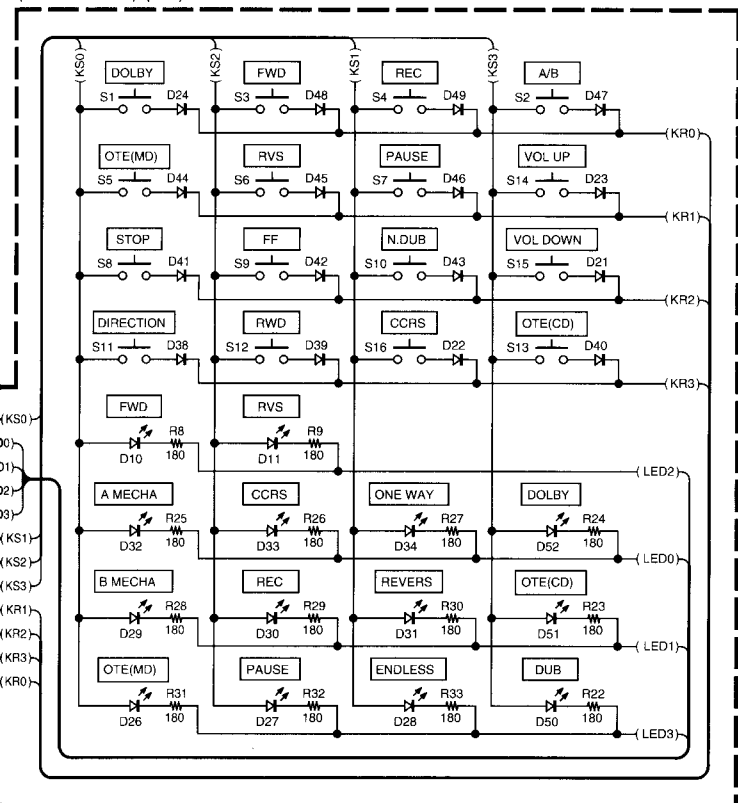 (KS0) (KS2) (KS1) (KS3)
DOLBY FWD REC A/B
S1 D24 S3 D48 S4 D49 S2 D47
(KR0)
OTE(MD) RVS PAUSE VOL UP
S5 D44 S6 D45 S7 D46 S14 D23
(KR1)
STOP FF N.DUB VOL DOWN
S8 D41 S9 D42 S10 D43 S15 D21
(KR2)
DIRECTION RWD CCRS OTE(CD)
S11 D38 S12 D39 S16 D22 S13 D40
(KR3)
FWD RVS
(KS0)
R8 R9
D10 180 D11 180
(LED2)
A MECHA CCRS ONE WAY DOLBY
R25 R26 R27 R24
D32 180 D33 180 D34 180 D52 180
(KS1)
(KS2)
(LED0)
(KS3)
B MECHA REC REVERS OTE(CD)
R28 R29 R30 R23
D29 180 D30 180 D31 180 D51 180
(KR1)
(KR2)
(LED1)
(KR3)
(KR0)
OTE(MD) PAUSE ENDLESS DUB
R31 R32 R33 R22
D26 180 D27 180 D28 180 D50 180
(LED3)